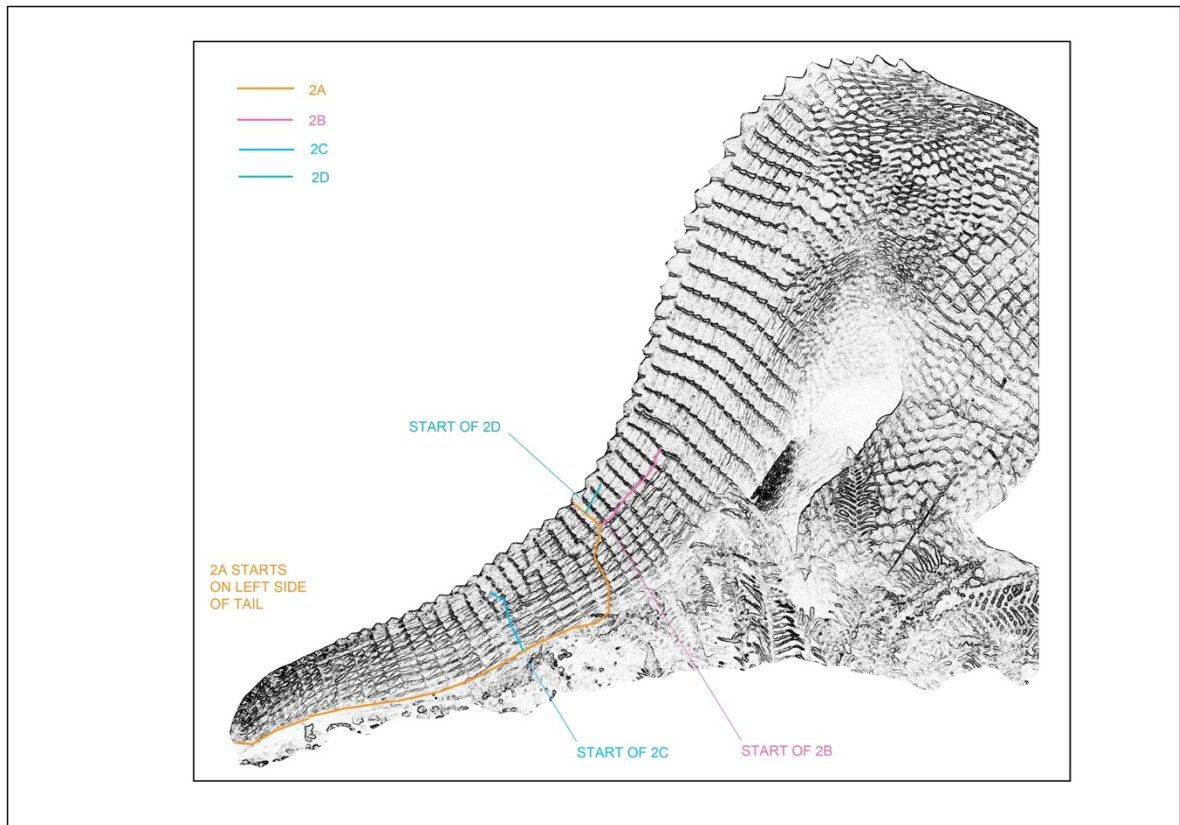 2A
2B
2C
2D
START OF 2D
2A STARTS
ON LEFT SIDE
OF TAIL
START OF 2C
START OF 2B